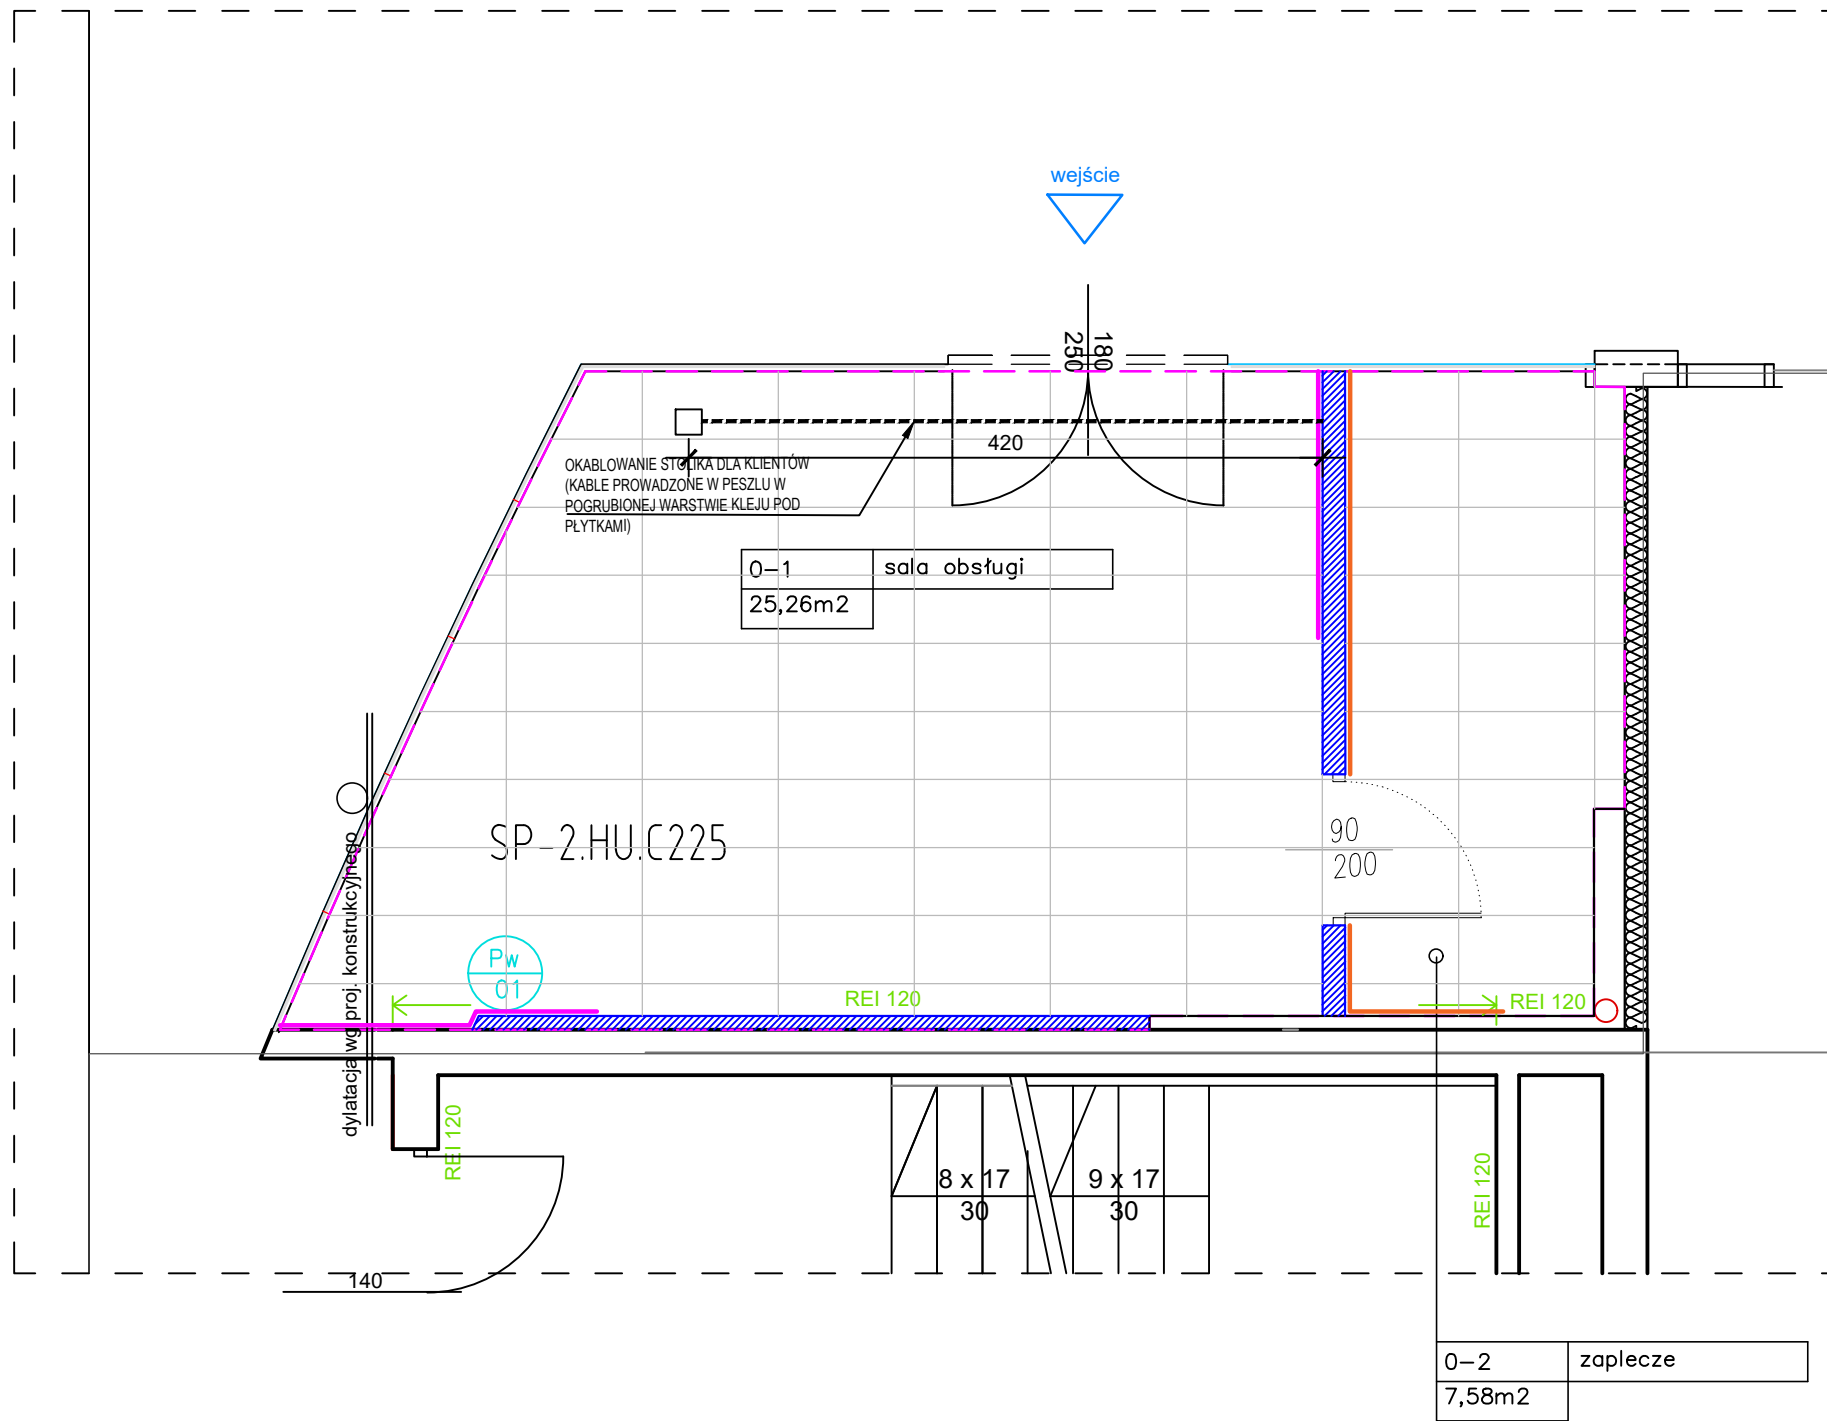 wejście
180
250
420
OKABLOWANIE STOLIKA DLA KLIENTÓW
(KABLE PROWADZONE W PESZLU W
POGRUBIONEJ WARSTWIE KLEJU POD
PŁYTKAMI)
0-1 sala obsługi
25,26m2
SP-2.HU.C225
90
200
dylatacja wg proj. konstrukcyjnego
Pw
01
REI 120
REI 120
REI 120
REI 120
8 x 17
30
9 x 17
30
140
0-2 zaplecze
7,58m2